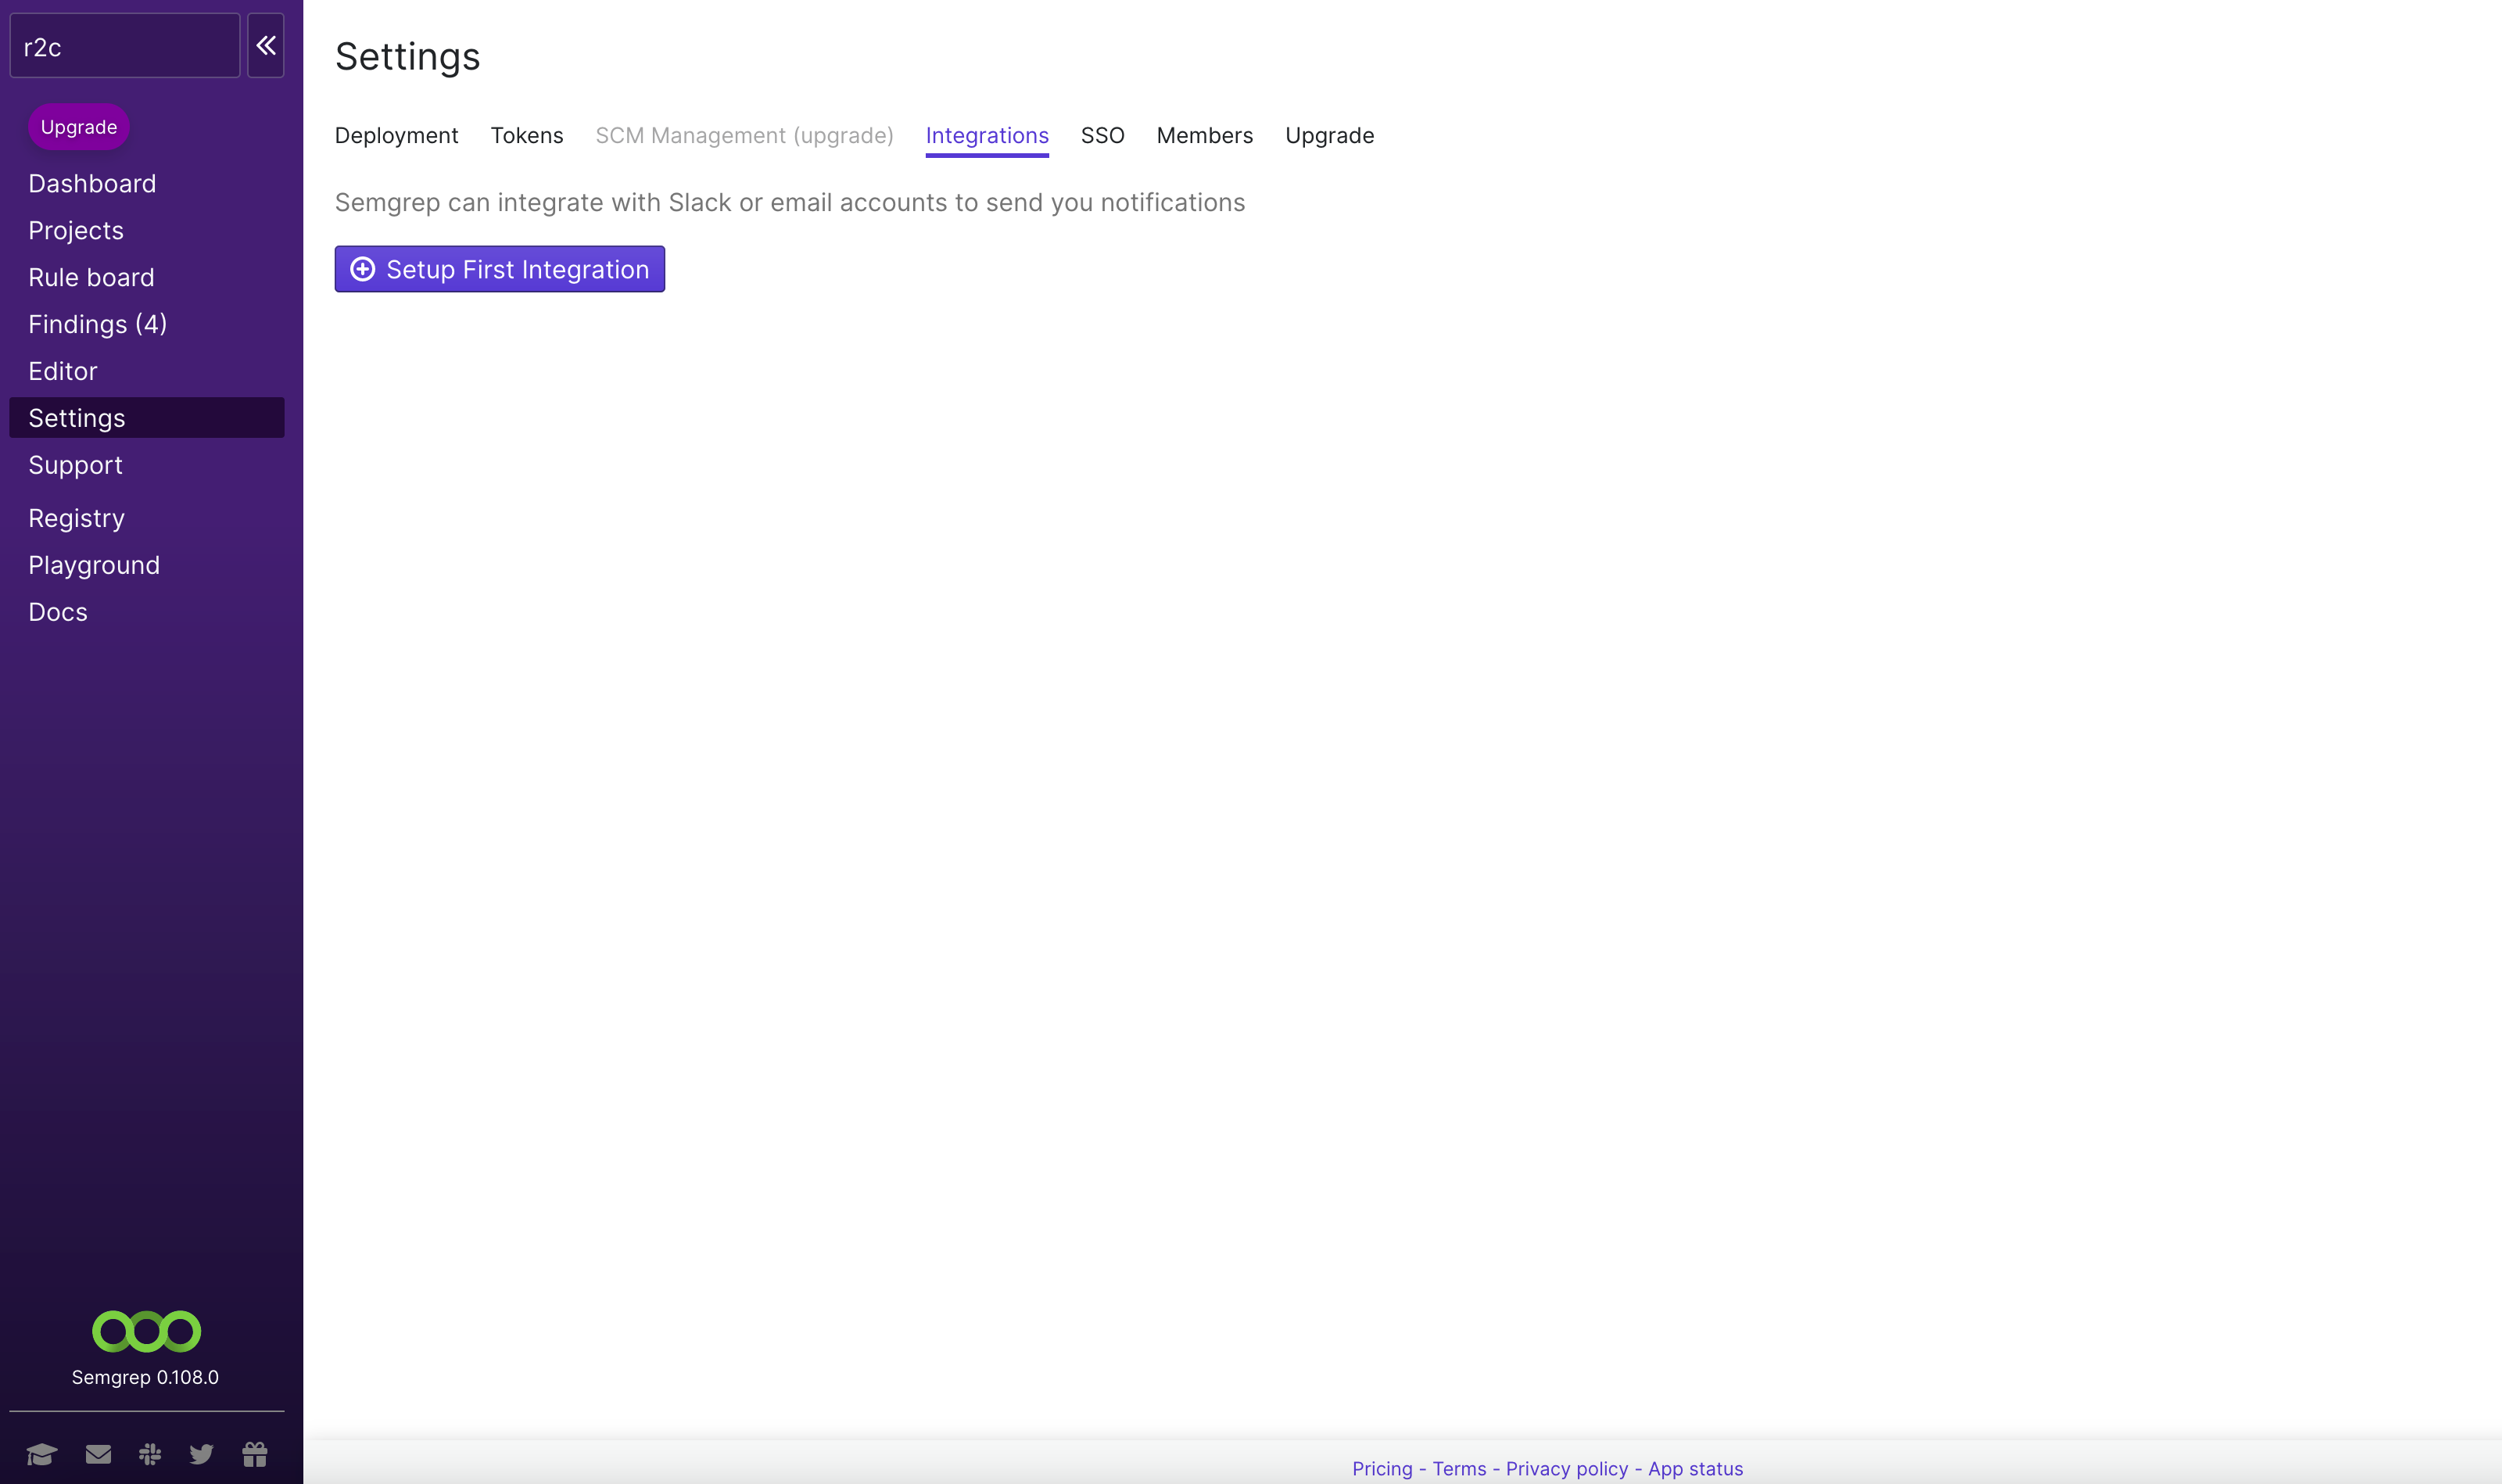 r2c
Upgrade
Dashboard
Projects
Rule board
Findings (4)
Editor
Settings
Support
Registry
Playground
Docs
Semgrep 0.108.0
Settings
Deployment Tokens SCM Management (upgrade) Integrations SSO Members Upgrade
Semgrep can integrate with Slack or email accounts to send you notifications
Setup First Integration
Pricing - Terms - Privacy policy - App status